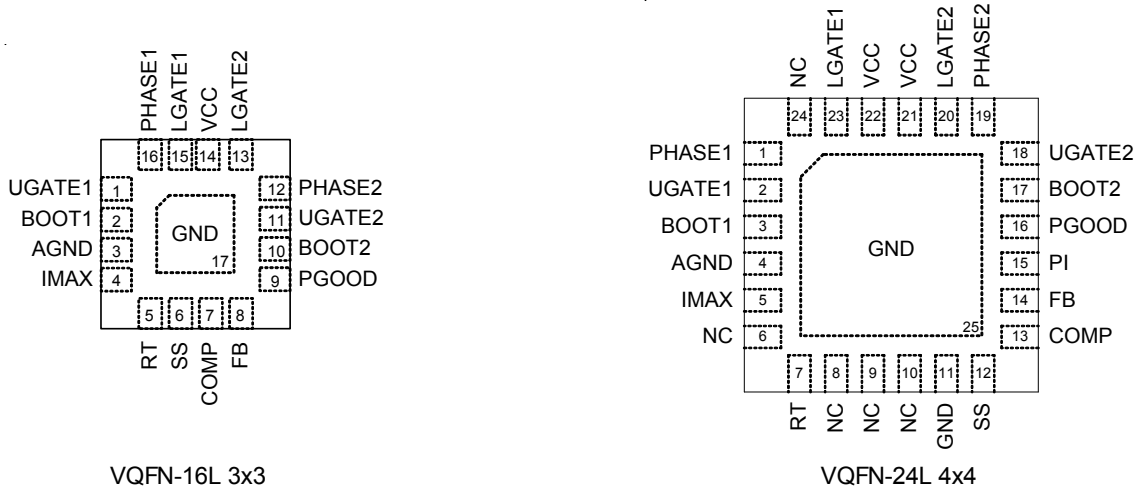 PHASE1
LGATE1
VCC
LGATE2
16
15
14
13
UGATE1
1
12
PHASE2
BOOT1
2
11
UGATE2
AGND
3
10
BOOT2
IMAX
4
9
PGOOD
GND
17
5
6
7
8
RT
SS
COMP
FB
VQFN-16L 3x3
NC
LGATE1
VCC
VCC
LGATE2
PHASE2
24
23
22
21
20
19
PHASE1
1
18
UGATE2
UGATE1
2
17
BOOT2
BOOT1
3
16
PGOOD
AGND
4
15
PI
IMAX
5
14
FB
NC
6
13
COMP
GND
25
7
8
9
10
11
12
RT
NC
NC
NC
GND
SS
VQFN-24L 4x4